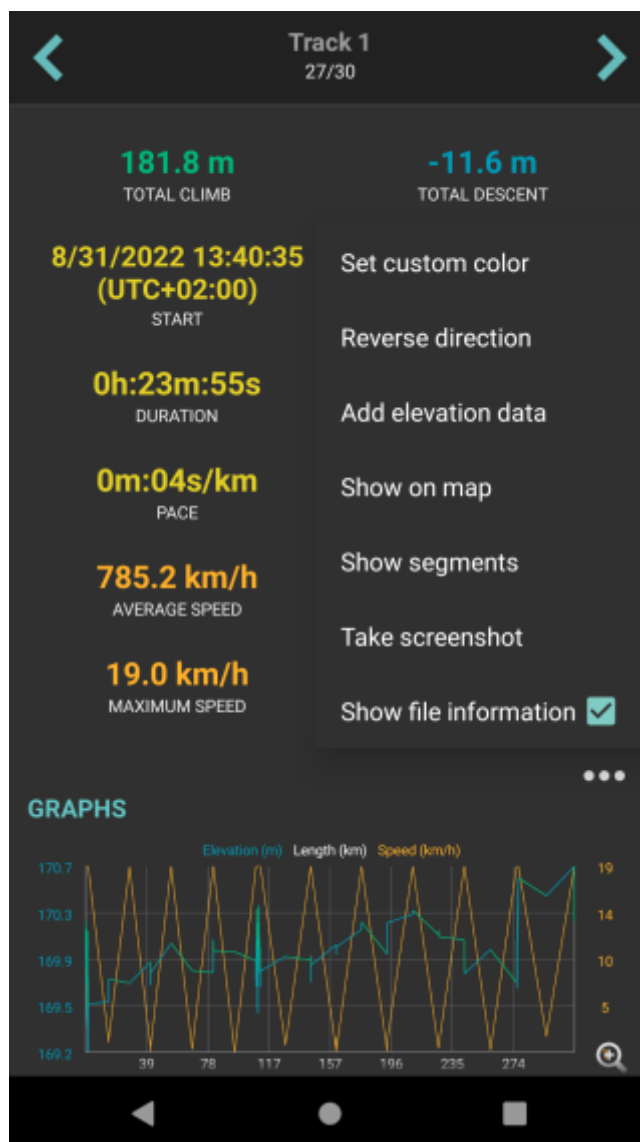 Track 1
27/30
181.8 m
TOTAL CLIMB
-11.6 m
TOTAL DESCENT
8/31/2022 13:40:35
(UTC+02:00)
START
0h:23m:55s
DURATION
0m:04s/km
PACE
785.2 km/h
AVERAGE SPEED
19.0 km/h
MAXIMUM SPEED
Set custom color
Reverse direction
Add elevation data
Show on map
Show segments
Take screenshot
Show file information
GRAPHS
Elevation (m) Length (km) Speed (km/h)
170.7 19
170.3 14
169.9 10
169.5 5
169.2
39 78 117 157 196 235 274